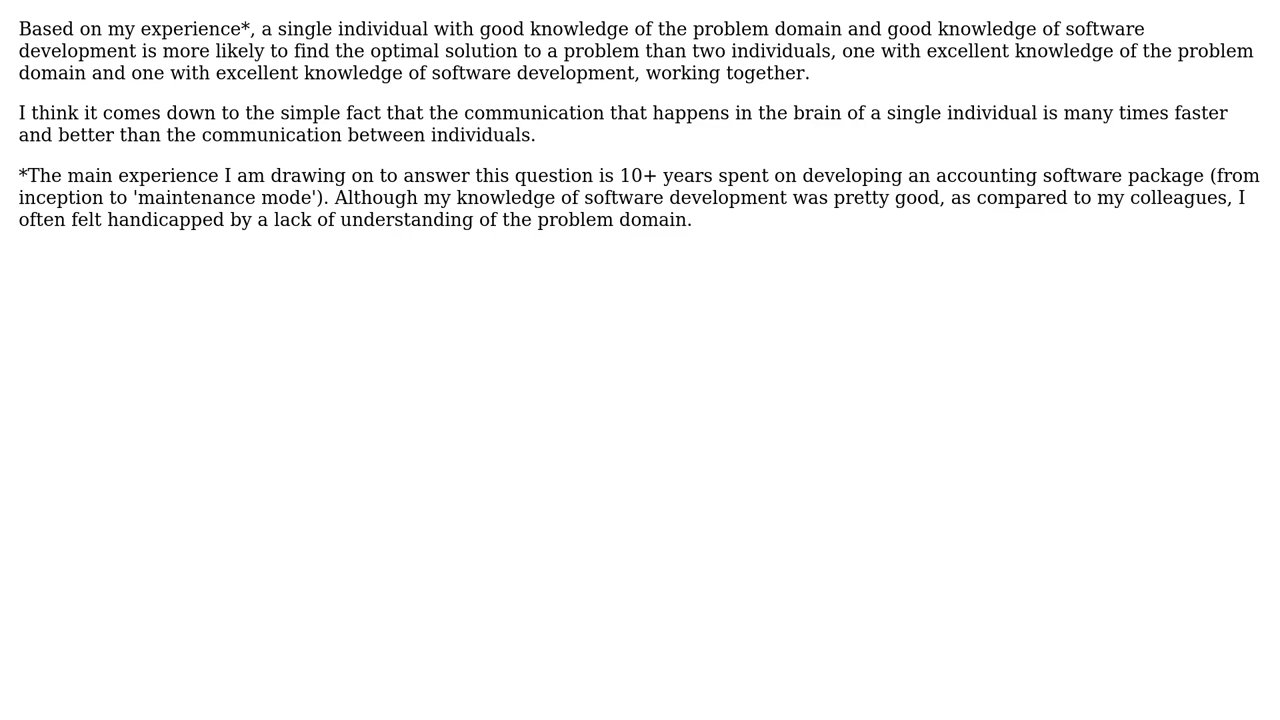 Based on my experience*, a single individual with good knowledge of the problem domain and good knowledge of software
development is more likely to find the optimal solution to a problem than two individuals, one with excellent knowledge of the problem
domain and one with excellent knowledge of software development, working together.
I think it comes down to the simple fact that the communication that happens in the brain of a single individual is many times faster
and better than the communication between individuals.
*The main experience I am drawing on to answer this question is 10+ years spent on developing an accounting software package (from
inception to 'maintenance mode'). Although my knowledge of software development was pretty good, as compared to my colleagues, I
often felt handicapped by a lack of understanding of the problem domain.